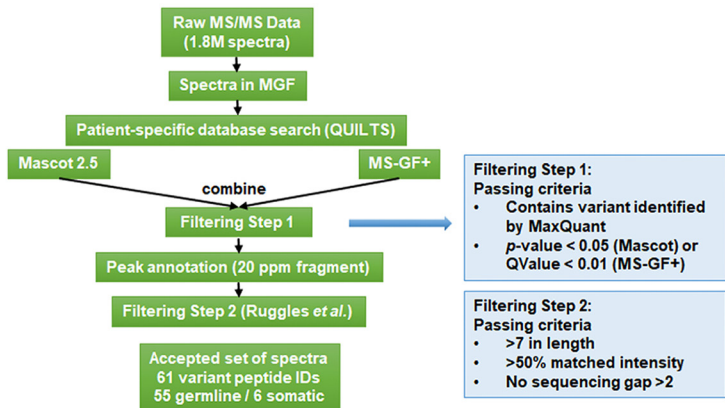 Raw MS/MS Data
(1.8M spectra)
Spectra in MGF
Patient-specific database search (QUILTS)
Mascot 2.5
MS-GF+
combine
Filtering Step 1
Peak annotation (20 ppm fragment)
Filtering Step 2 (Ruggles et al.)
Accepted set of spectra
61 variant peptide IDs
55 germline / 6 somatic
Filtering Step 1:
Passing criteria
• Contains variant identified
by MaxQuant
• p-value < 0.05 (Mascot) or
QValue < 0.01 (MS-GF+)
Filtering Step 2:
Passing criteria
• >7 in length
• >50% matched intensity
• No sequencing gap >2